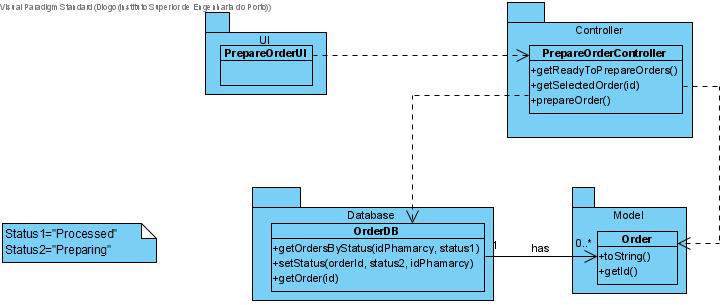 Visual Paradigm Standard (Diogo(Instituto Superior de Engenharia do Porto))
UI
PrepareOrderUI
Controller
PrepareOrderController
+getReadyToPrepareOrders()
+getSelectedOrder(id)
+prepareOrder()
Database
OrderDB
+getOrdersByStatus(idPhamarcy, status1)
+setStatus(orderId, status2, idPhamarcy)
+getOrder(id)
1
has
0..*
Model
Order
+toString()
+getId()
Status1="Processed"
Status2="Preparing"